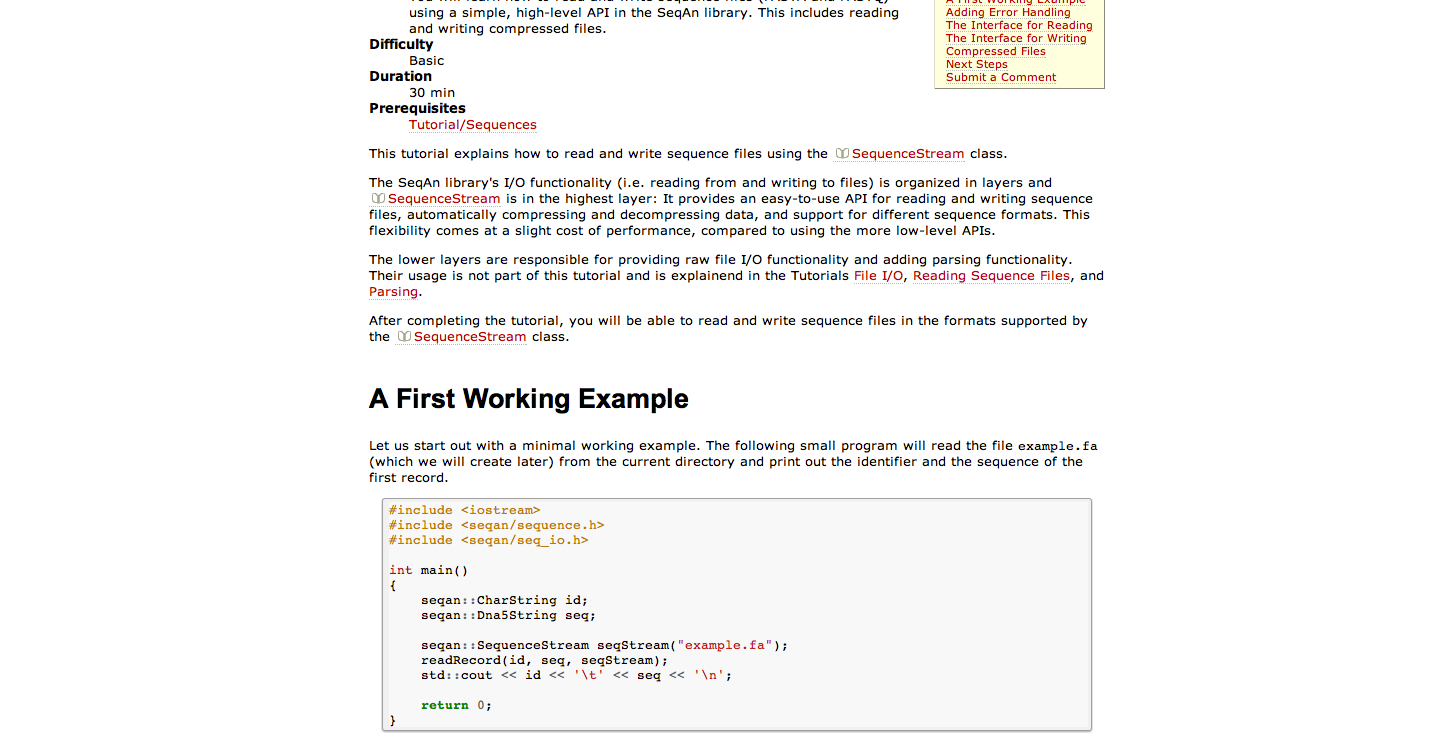 using a simple, high-level API in the SeqAn library. This includes reading
and writing compressed files.
Difficulty
Basic
Duration
30 min
Prerequisites
Tutorial/Sequences
A First Working Example
Adding Error Handling
The Interface for Reading
The Interface for Writing
Compressed Files
Next Steps
Submit a Comment
This tutorial explains how to read and write sequence files using the SequenceStream class.
The SeqAn library's I/O functionality (i.e. reading from and writing to files) is organized in layers and
SequenceStream is in the highest layer: It provides an easy-to-use API for reading and writing sequence
files, automatically compressing and decompressing data, and support for different sequence formats. This
flexibility comes at a slight cost of performance, compared to using the more low-level APIs.
The lower layers are responsible for providing raw file I/O functionality and adding parsing functionality.
Their usage is not part of this tutorial and is explainend in the Tutorials File I/O, Reading Sequence Files, and
Parsing.
After completing the tutorial, you will be able to read and write sequence files in the formats supported by
the SequenceStream class.
A First Working Example
Let us start out with a minimal working example. The following small program will read the file example.fa
(which we will create later) from the current directory and print out the identifier and the sequence of the
first record.
#include <iostream>
#include <seqan/sequence.h>
#include <seqan/seq_io.h>
int main()
{
seqan::CharString id;
seqan::Dna5String seq;
seqan::SequenceStream seqStream("example.fa");
readRecord(id, seq, seqStream);
std::cout << id << '\t' << seq << '\n';
return 0;
}